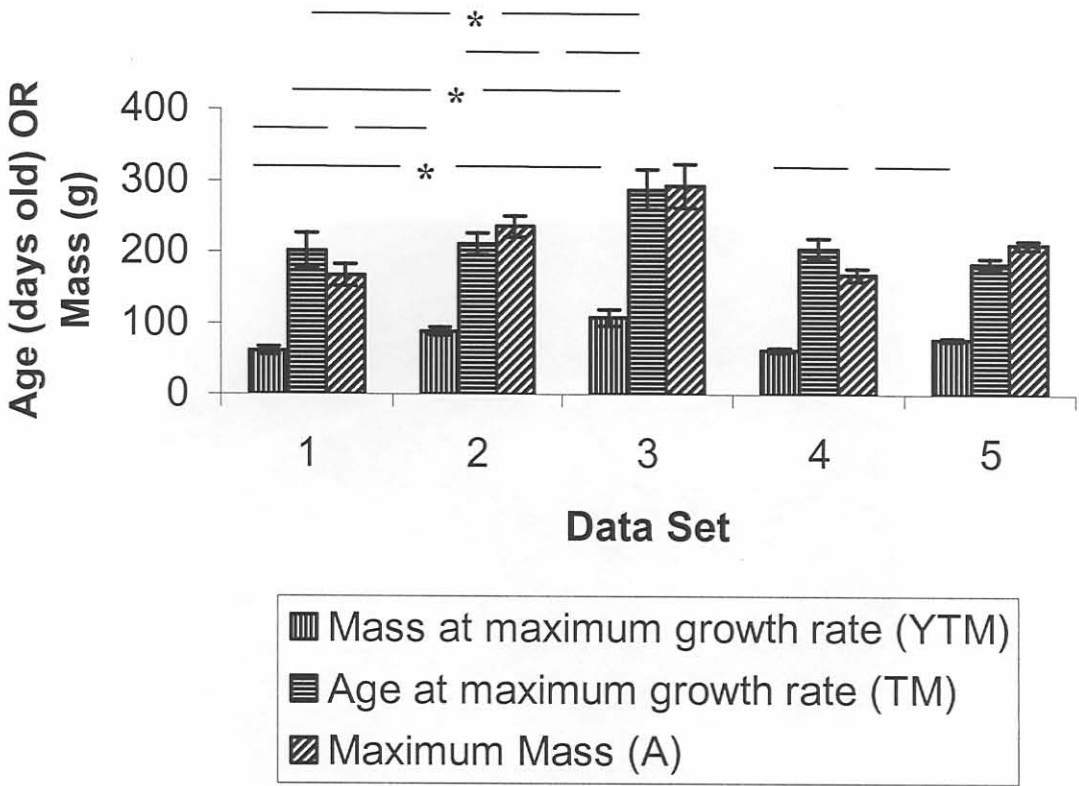 *
*
*
Age (days old) OR
Mass (g)
400
300
200
100
0
1 2 3 4 5
Data Set
Mass at maximum growth rate (YTM)
Age at maximum growth rate (TM)
Maximum Mass (A)